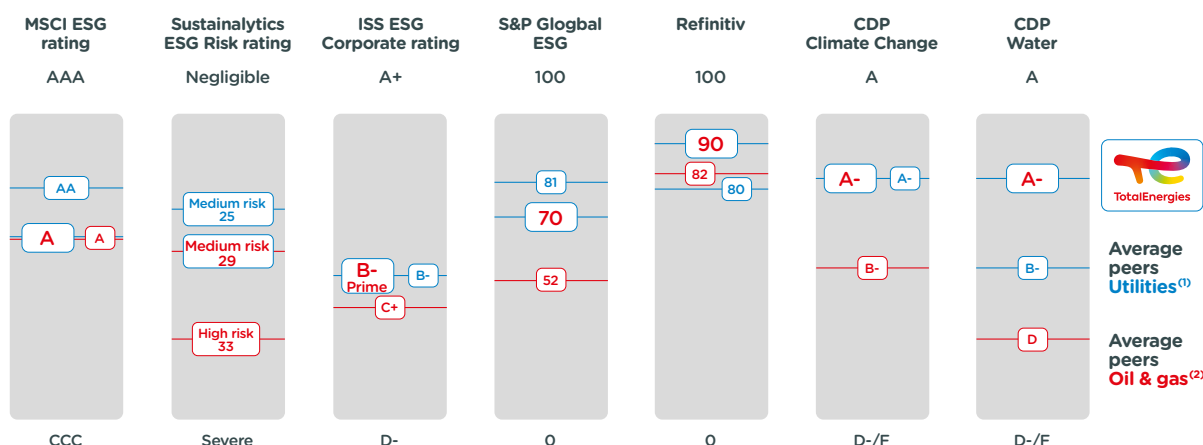 MSCI ESG
rating
AAA
AA
A
A
CCC
Sustainalytics
ESG Risk rating
Negligible
Medium risk
25
Medium risk
29
High risk
33
Severe
ISS ESG
Corporate rating
A+
B-
Prime
B-
C+
D-
S&P Glogbal
ESG
100
81
70
52
0
Refinitiv
100
90
82
80
0
CDP
Climate Change
A
A-
A-
B-
D-/F
CDP
Water
A
A-
B-
D
D-/F
TotalEnergies
Average
peers
Utilities(1)
Average
peers
Oil & gas(2)